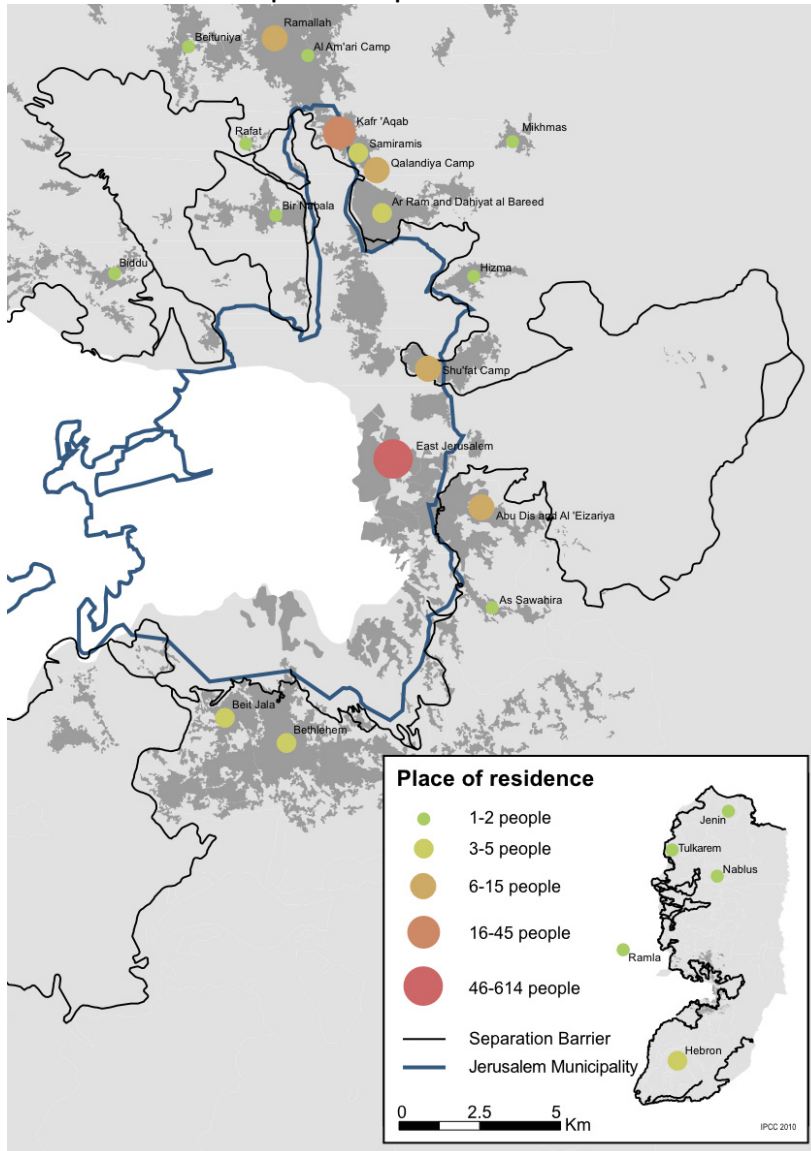 Ramallah
Beituniya
Al Am'ari Camp
Kafr 'Aqab
Mikhmas
Rafat
Samiramis
Qalandiya Camp
Bir Nabala
Ar Ram and Dahiyat al Bareed
Biddu
Hizma
Shu'fat Camp
East Jerusalem
Abu Dis and Al 'Eizariya
As Sawahira
Beit Jala
Bethlehem
Place of residence
1-2 people
3-5 people
6-15 people
16-45 people
46-614 people
Separation Barrier
Jerusalem Municipality
0 2.5 5
Km
Jenin
Tulkarem
Nablus
Ramla
Hebron
IPCC 2010